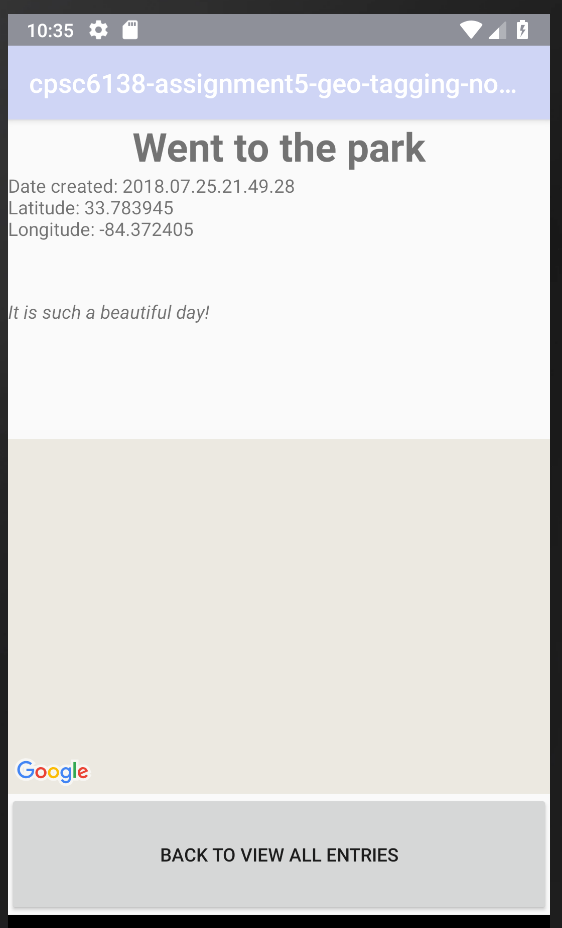 10:35
cpsc6138-assignment5-geo-tagging-no...
Went to the park
Date created: 2018.07.25.21.49.28
Latitude: 33.783945
Longitude: -84.372405
It is such a beautiful day!
Google
BACK TO VIEW ALL ENTRIES